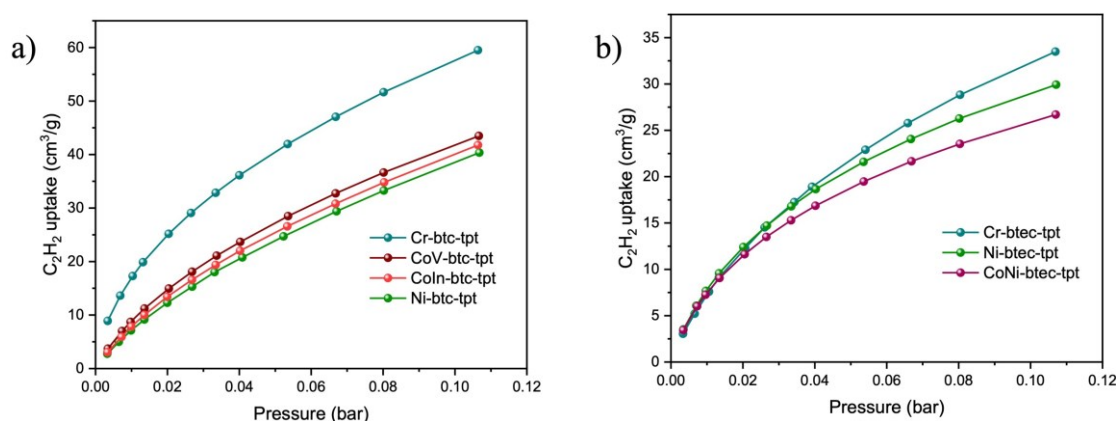 a)
C₂H₂ uptake (cm³/g)
60
50
40
30
20
10
0
Cr-btc-tpt
CoV-btc-tpt
CoIn-btc-tpt
Ni-btc-tpt
0.00 0.02 0.04 0.06 0.08 0.10 0.12
Pressure (bar)
b)
C₂H₂ uptake (cm³/g)
35
30
25
20
15
10
5
0
Cr-btec-tpt
Ni-btec-tpt
CoNi-btec-tpt
0.00 0.02 0.04 0.06 0.08 0.10 0.12
Pressure (bar)